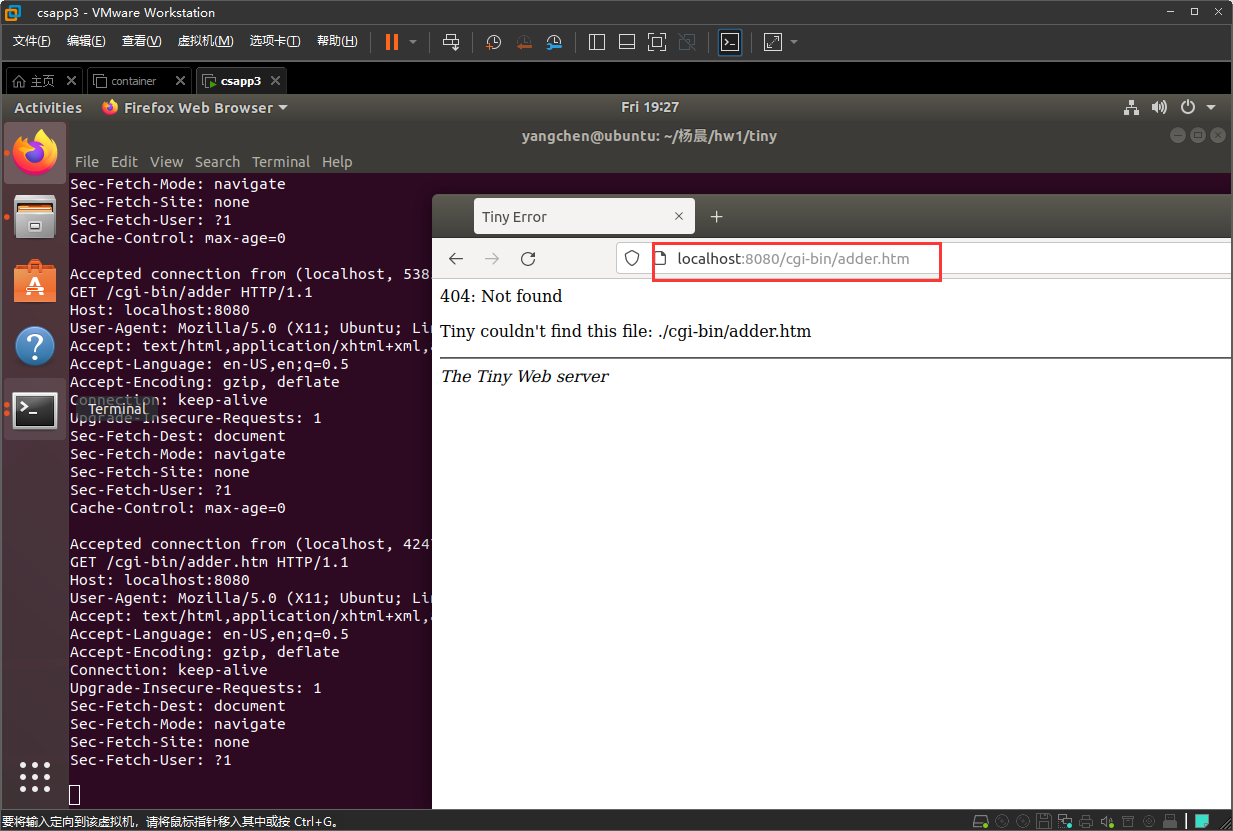 csapp3 - VMware Workstation
文件(F) 编辑(E) 查看(V) 虚拟机(M) 选项卡(T) 帮助(H)
主页 container csapp3
Activities Firefox Web Browser Fri 19:27
yangchen@ubuntu: ~/杨晨/hw1/tiny
File Edit View Search Terminal Help
Sec-Fetch-Mode: navigate
Sec-Fetch-Site: none
Sec-Fetch-User: ?1
Cache-Control: max-age=0
Accepted connection from (localhost, 538
GET /cgi-bin/adder HTTP/1.1
Host: localhost:8080
User-Agent: Mozilla/5.0 (X11; Ubuntu; Li
Accept: text/html,application/xhtml+xml,
Accept-Language: en-US,en;q=0.5
Accept-Encoding: gzip, deflate
Connection: keep-alive
Terminal
Upgrade-Insecure-Requests: 1
Sec-Fetch-Dest: document
Sec-Fetch-Mode: navigate
Sec-Fetch-Site: none
Sec-Fetch-User: ?1
Cache-Control: max-age=0
Accepted connection from (localhost, 424
GET /cgi-bin/adder.htm HTTP/1.1
Host: localhost:8080
User-Agent: Mozilla/5.0 (X11; Ubuntu; Li
Accept: text/html,application/xhtml+xml,
Accept-Language: en-US,en;q=0.5
Accept-Encoding: gzip, deflate
Connection: keep-alive
Upgrade-Insecure-Requests: 1
Sec-Fetch-Dest: document
Sec-Fetch-Mode: navigate
Sec-Fetch-Site: none
Sec-Fetch-User: ?1
Tiny Error
localhost:8080/cgi-bin/adder.htm
404: Not found
Tiny couldn't find this file: ./cgi-bin/adder.htm
The Tiny Web server
要将输入定向到该虚拟机，请将鼠标指针移入其中或按 Ctrl+G。